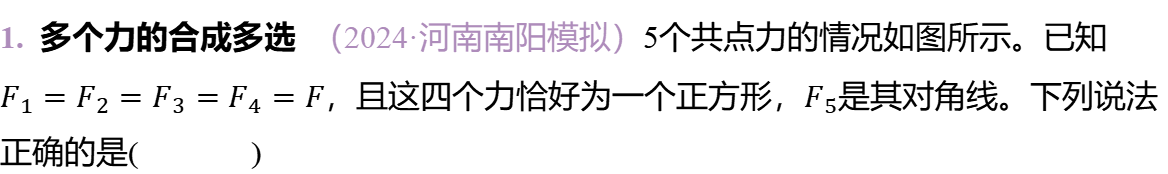 1. 多个力的合成多选 （2024·河南南阳模拟）5个共点力的情况如图所示。已知
F₁ = F₂ = F₃ = F₄ = F，且这四个力恰好为一个正方形，F₅是其对角线。下列说法
正确的是(  )